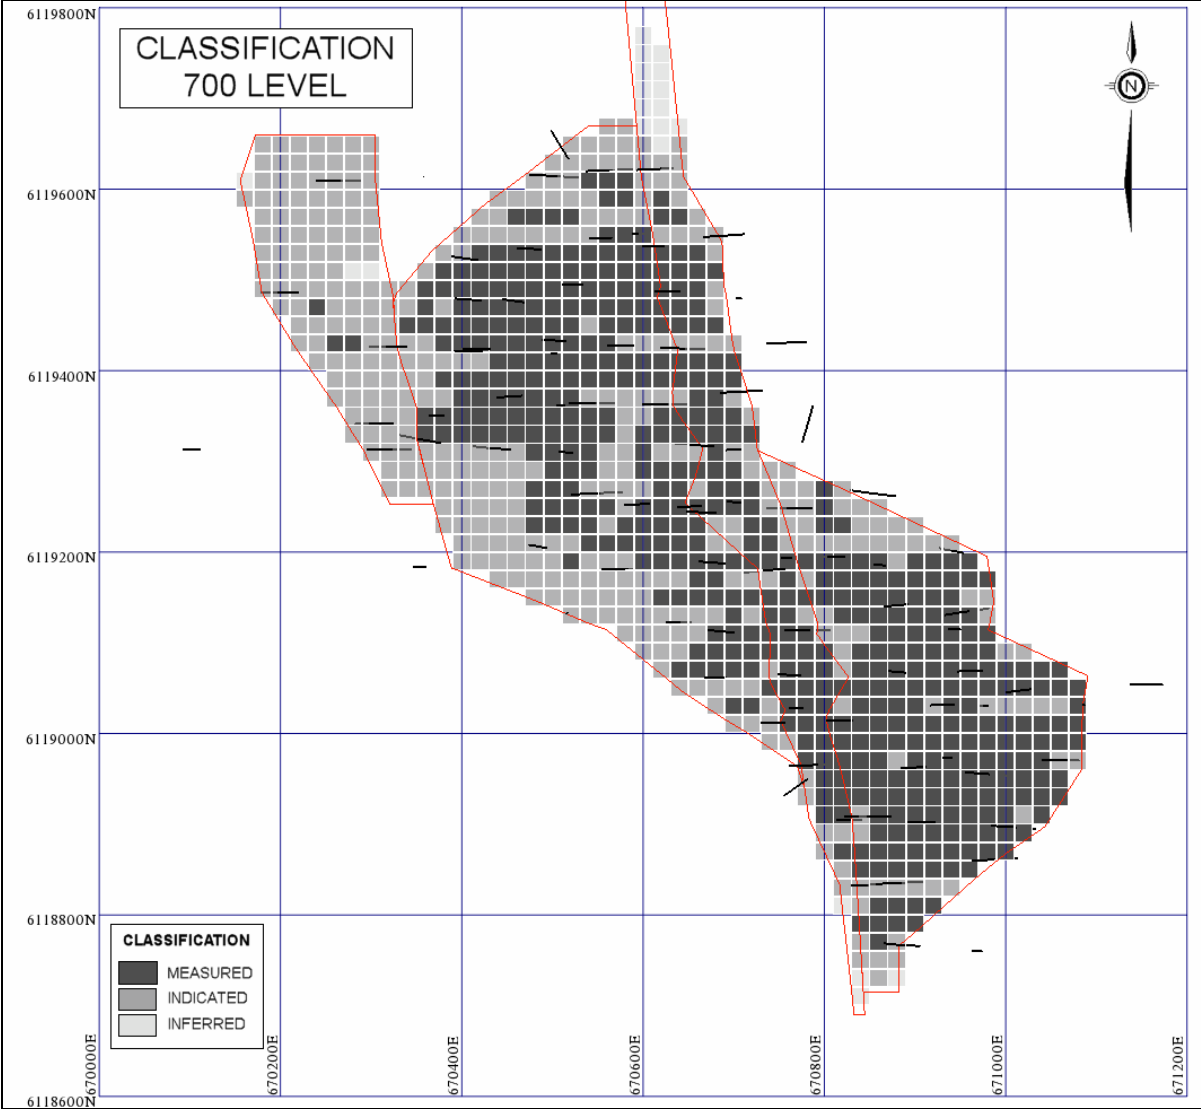 6119800N
CLASSIFICATION
700 LEVEL
N
6119600N
6119400N
6119200N
6119000N
6118800N
CLASSIFICATION
MEASURED
INDICATED
INFERRED
670000E
670200E
670400E
670600E
670800E
671000E
671200E
6118600N